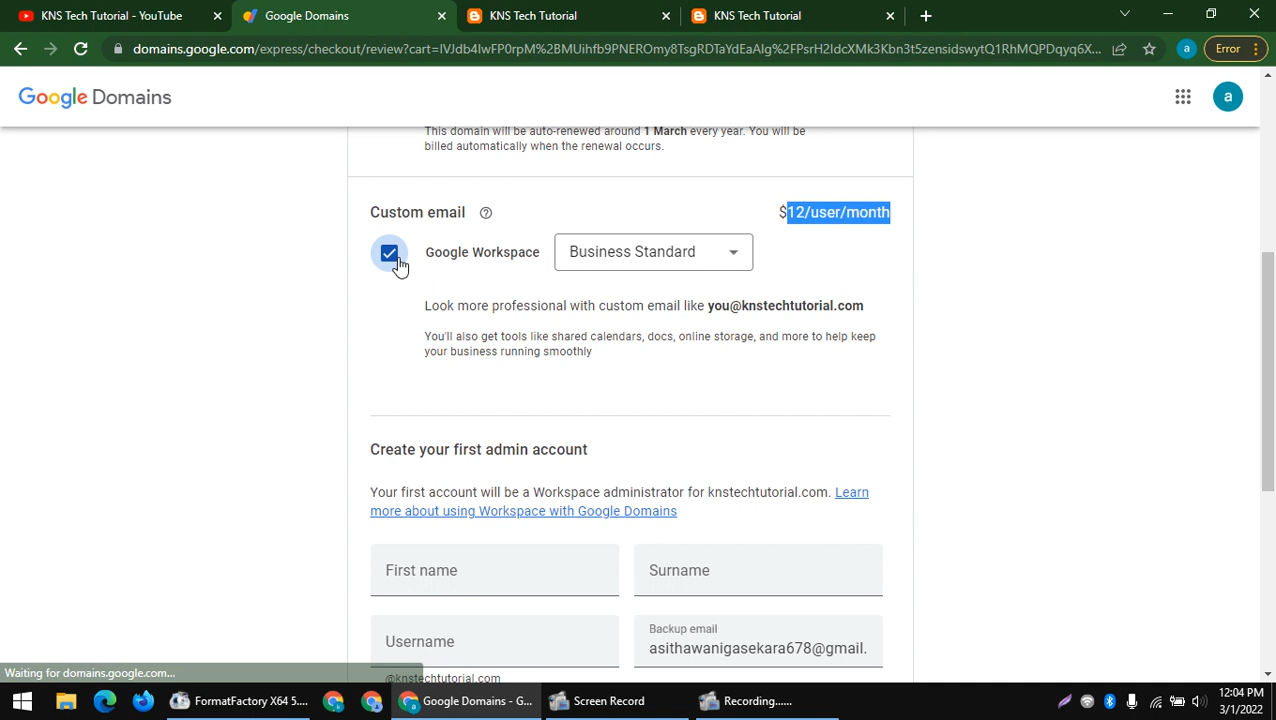 KNS Tech Tutorial - YouTube
Google Domains
KNS Tech Tutorial
KNS Tech Tutorial
domains.google.com/express/checkout/review?cart=IVJdb4IwFP0rpM%2BMUihfb9PNEROmy8TsgRDTaYdEaAlg%2FPsrH2IdcXMk3Kbn3t5zensidswytQ1RhMQPDqyq6X...
a
Error
Google Domains
a
This domain will be auto-renewed around 1 March every year. You will be
billed automatically when the renewal occurs.
Custom email
$12/user/month
Google Workspace
Business Standard
Look more professional with custom email like you@knstechtutorial.com
You'll also get tools like shared calendars, docs, online storage, and more to help keep
your business running smoothly
Create your first admin account
Your first account will be a Workspace administrator for knstechtutorial.com. Learn
more about using Workspace with Google Domains
First name
Surname
Username
Backup email
asithawanigasekara678@gmail.
@knstechtutorial.com
Waiting for domains.google.com...
FormatFactory X64 5....
Google Domains - G...
Screen Record
Recording......
12:04 PM
3/1/2022